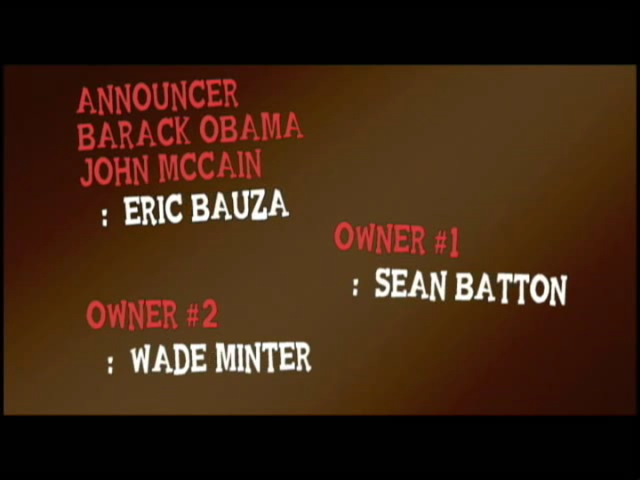 ANNOUNCER
BARACK OBAMA
JOHN MCCAIN
: ERIC BAUZA
OWNER #1
: SEAN BATTON
OWNER #2
: WADE MINTER